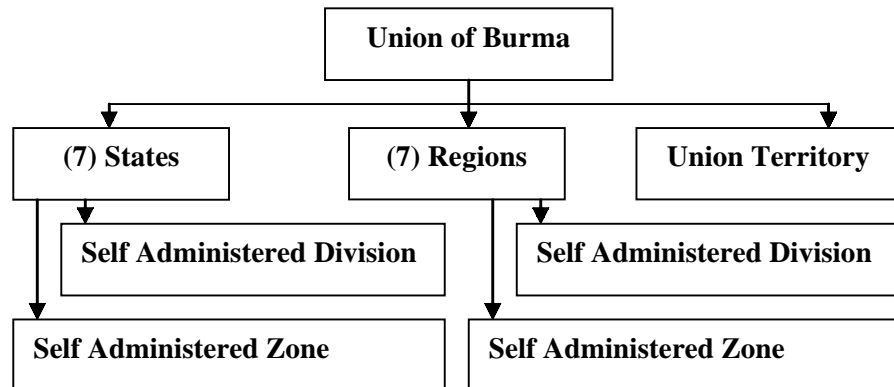 Union of Burma
(7) States
(7) Regions
Union Territory
Self Administered Division
Self Administered Division
Self Administered Zone
Self Administered Zone